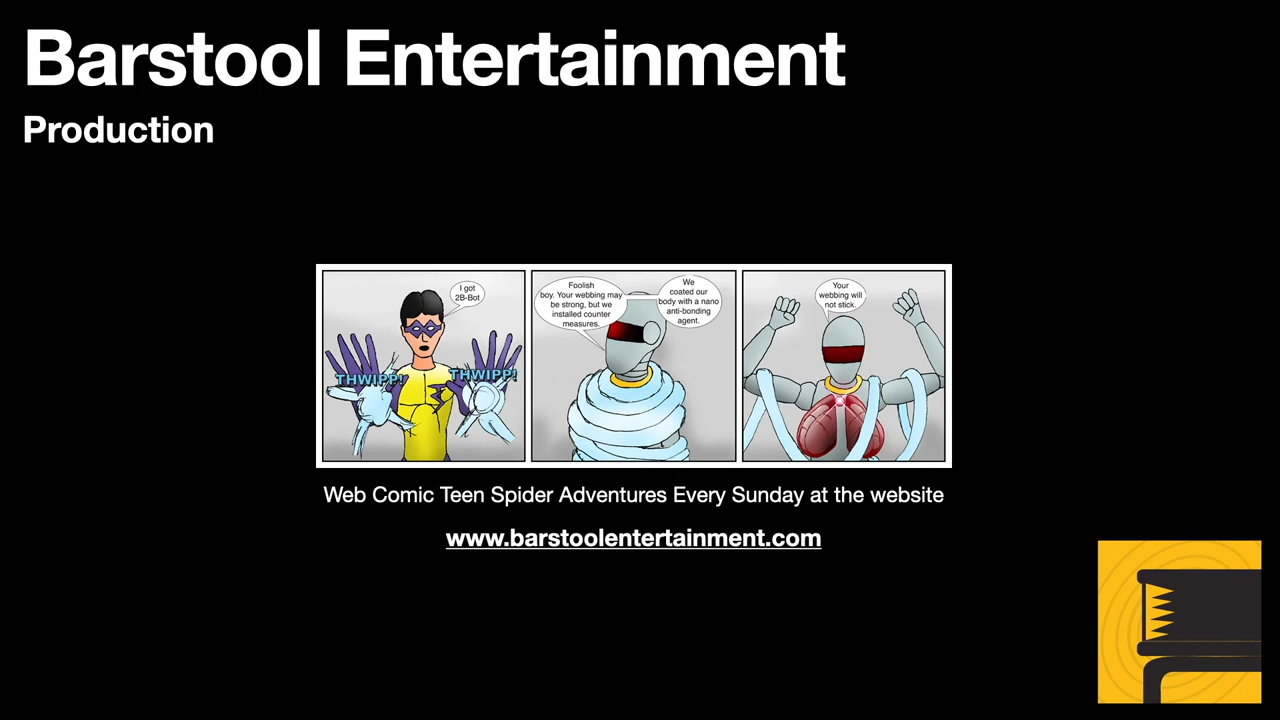 Barstool Entertainment
Production
I got
2B-Bot
THWIPP!
THWIPP!
Foolish
boy. Your webbing may
be strong, but we
installed counter
measures.
We
coated our
body with a nano
anti-bonding
agent.
Your
webbing will
not stick.
Web Comic Teen Spider Adventures Every Sunday at the website
www.barstoolentertainment.com